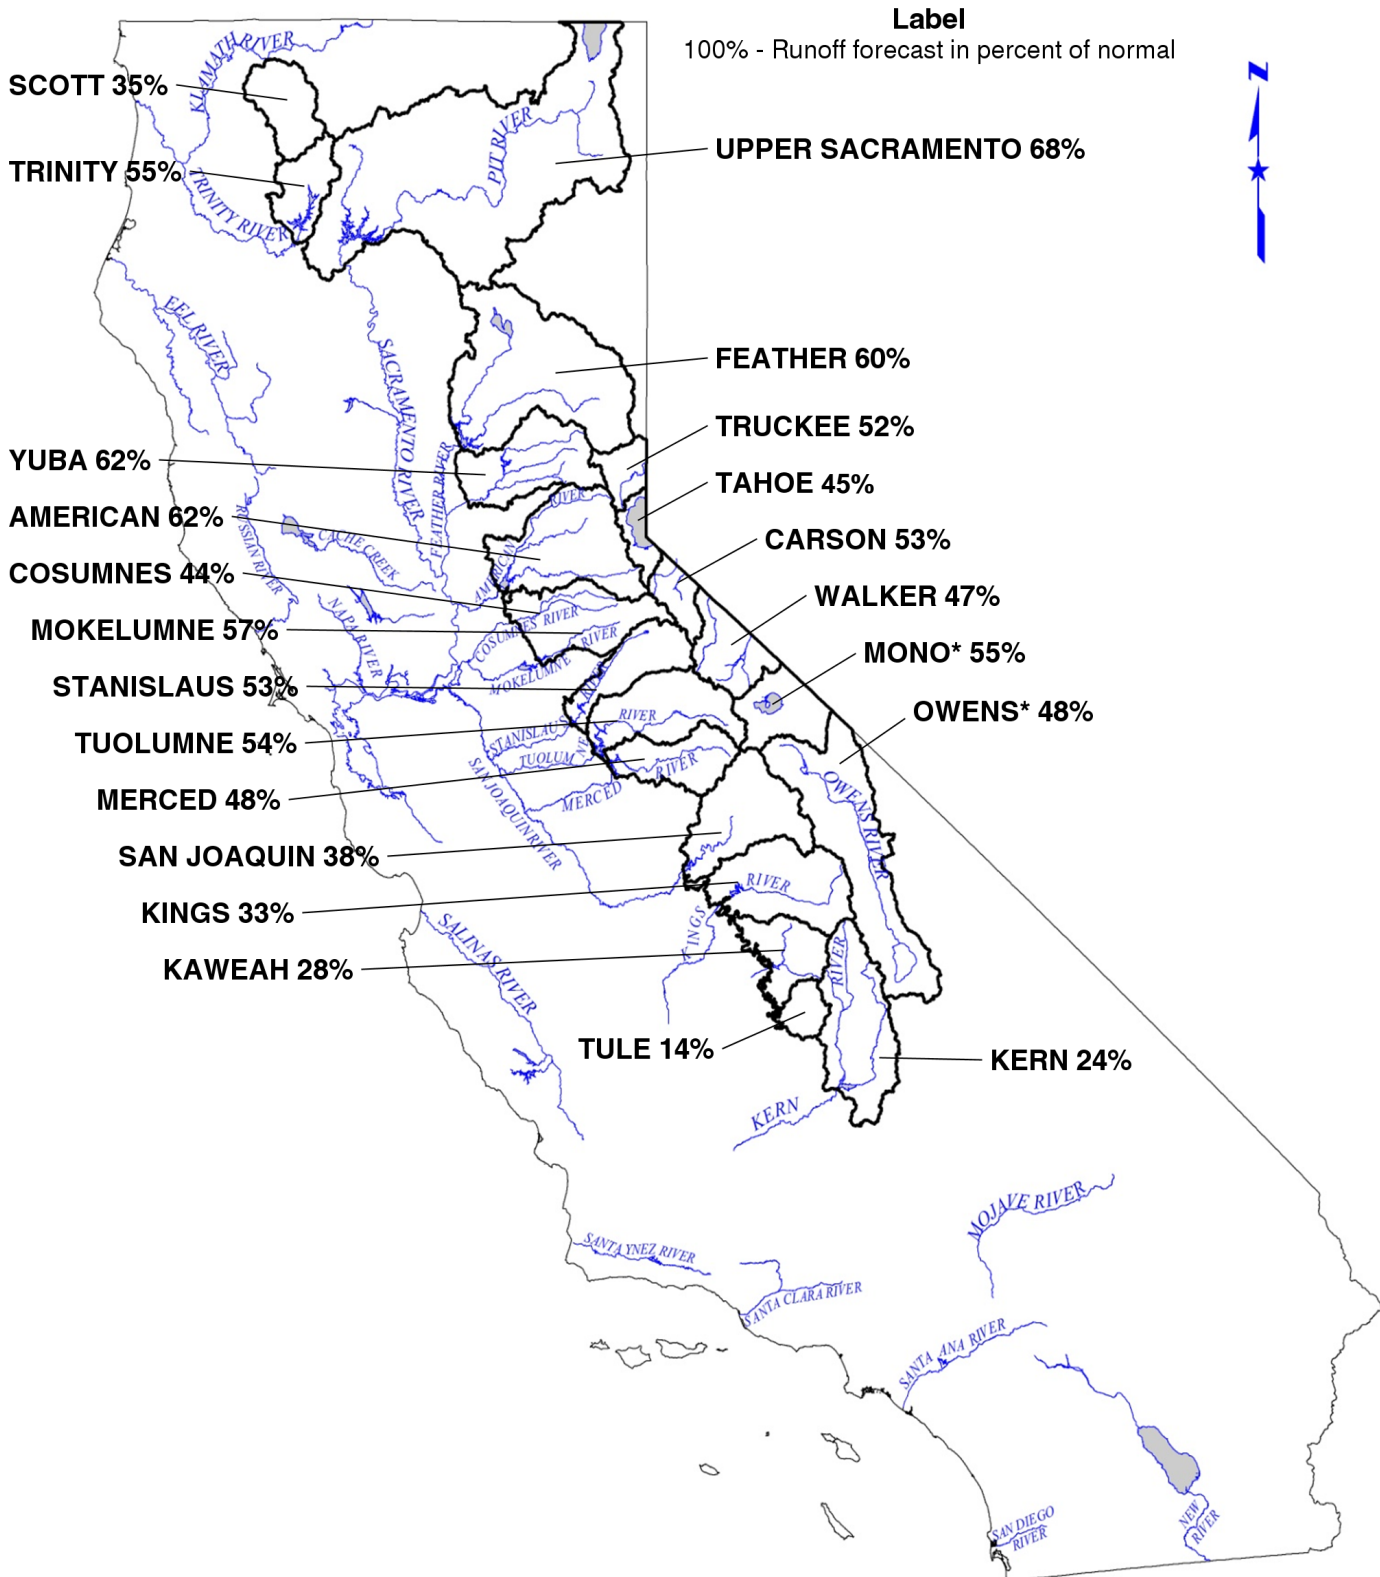 Label
100% - Runoff forecast in percent of normal
N
KLAMATH RIVER
SCOTT 35%
TRINITY 55%
TRINITY RIVER
PIT RIVER
UPPER SACRAMENTO 68%
EEL RIVER
SACRAMENTO RIVER
FEATHER 60%
TRUCKEE 52%
YUBA 62%
FEATHER RIVER
TAHOE 45%
AMERICAN 62%
RIVER
AMERICAN
RUSSIAN RIVER
CACHE CREEK
CARSON 53%
COSUMNES 44%
WALKER 47%
NAPA RIVER
COSUMNES RIVER
MOKELUMNE 57%
MOKELUMNE RIVER
MONO* 55%
STANISLAUS 53%
STANISLAUS RIVER
OWENS* 48%
TUOLUMNE 54%
TUOLUMNE RIVER
MERCED 48%
MERCED RIVER
SAN JOAQUIN RIVER
OWENS RIVER
SAN JOAQUIN 38%
KINGS 33%
KINGS RIVER
SALINAS RIVER
KAWEAH 28%
RIVER
TULE 14%
KERN 24%
KERN
MOJAVE RIVER
SANTA YNEZ RIVER
SANTA CLARA RIVER
SANTA ANA RIVER
SAN DIEGO
RIVER
NEW
RIVER